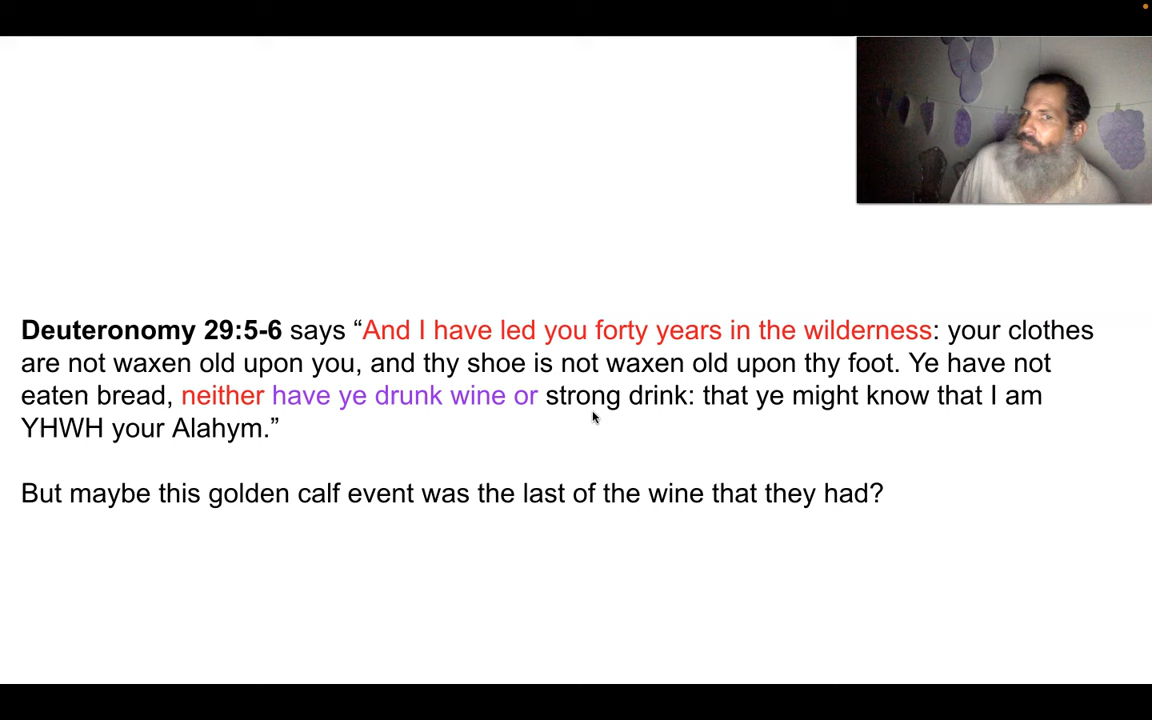 Deuteronomy 29:5-6 says “And I have led you forty years in the wilderness: your clothes
are not waxen old upon you, and thy shoe is not waxen old upon thy foot. Ye have not
eaten bread, neither have ye drunk wine or strong drink: that ye might know that I am
YHWH your Alahym.”
But maybe this golden calf event was the last of the wine that they had?